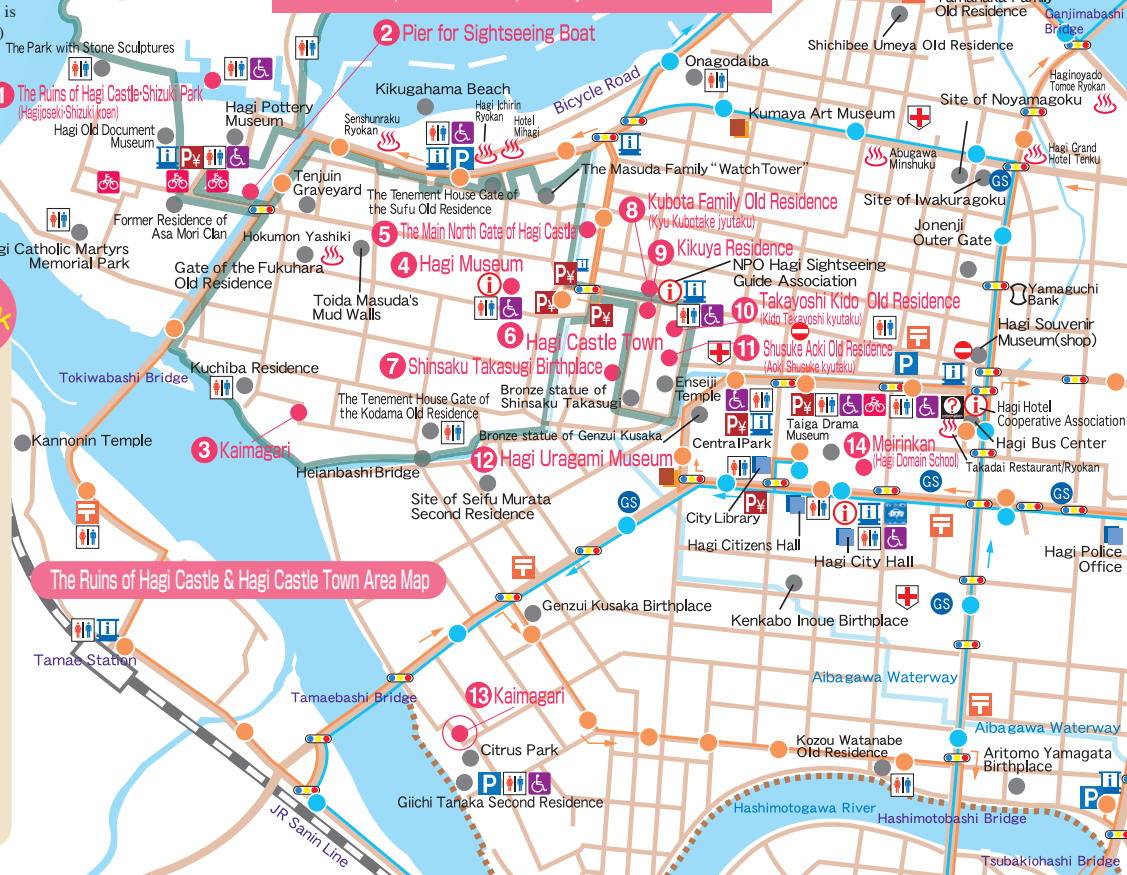 is
)
The Park with Stone Sculptures
The Ruins of Hagi Castle･Shizuki Park
(Hagijoseki･Shizuki koen)
Hagi Pottery
Museum
Hagi Old Document
Museum
2 Pier for Sightseeing Boat
Kikugahama Beach
Senshunraku
Ryokan
Hagi Ichirin
Ryokan
Hotel
Mihagi
Bicycle Road
Onagodaiba
Shichibee Umeya Old Residence
Old Residence
Ganjimabashi
Bridge
Haginoyado
Tomoe Ryokan
Kumaya Art Museum
Site of Noyamagoku
Abugawa
Minshuku
Hagi Grand
Hotel Tenku
Site of Iwakuragoku
GS
Jonenji
Outer Gate
The Masuda Family "Watch Tower"
Tenjuin
Graveyard
The Tenement House Gate of
the Sufu Old Residence
Former Residence of
Asa Mori Clan
gi Catholic Martyrs
Memorial Park
Gate of the Fukuhara
Old Residence
Hokumon Yashiki
Toida Masuda's
Mud Walls
5 The Main North Gate of Hagi Castle
4 Hagi Museum
8 Kubota Family Old Residence
(Kyu Kubotake jyutaku)
9 Kikuya Residence
NPO Hagi Sightseeing
Guide Association
10 Takayoshi Kido Old Residence
(Kido Takayoshi kyutaku)
11 Shusuke Aoki Old Residence
(Aoki Shusuke kyutaku)
6 Hagi Castle Town
7 Shinsaku Takasugi Birthplace
Bronze statue of
Shinsaku Takasugi
Yamaguchi
Bank
Hagi Souvenir
Museum(shop)
Tokiwabashi Bridge
Kuchiba Residence
The Tenement House Gate of
the Kodama Old Residence
3 Kaimagari
Kannonin Temple
Heianbashi Bridge
Bronze statue of Genzui Kusaka
Enseiji
Temple
12 Hagi Uragami Museum
Central Park
Taiga Drama
Museum
14 Meirinkan
(Hagi Domain School)
Hagi Hotel
Cooperative Association
Hagi Bus Center
Takadai Restaurant/Ryokan
Site of Seifu Murata
Second Residence
GS
City Library
Hagi Citizens Hall
Hagi City Hall
GS
GS
Hagi Police
Office
The Ruins of Hagi Castle & Hagi Castle Town Area Map
Genzui Kusaka Birthplace
Kenkabo Inoue Birthplace
GS
Tamae Station
Tamaebashi Bridge
13 Kaimagari
Citrus Park
Giichi Tanaka Second Residence
JR Sanin Line
Aibagawa Waterway
Aibagawa Waterway
Kozou Watanabe
Old Residence
Aritomo Yamagata
Birthplace
Hashimotogawa River
Hashimotobashi Bridge
Tsubakiohashi Bridge